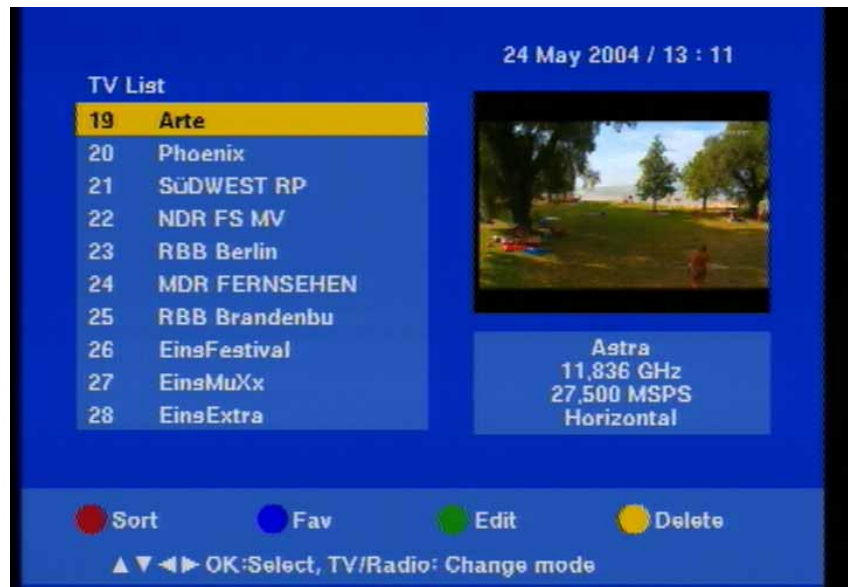 24 May 2004 / 13 : 11
TV List
19 Arte
20 Phoenix
21 SüDWEST RP
22 NDR FS MV
23 RBB Berlin
24 MDR FERNSEHEN
25 RBB Brandenbu
26 EinsFestival
27 EinsMuXx
28 EinsExtra
Astra
11,836 GHz
27,500 MSPS
Horizontal
Sort Fav Edit Delete
▲▼◄► OK:Select, TV/Radio: Change mode